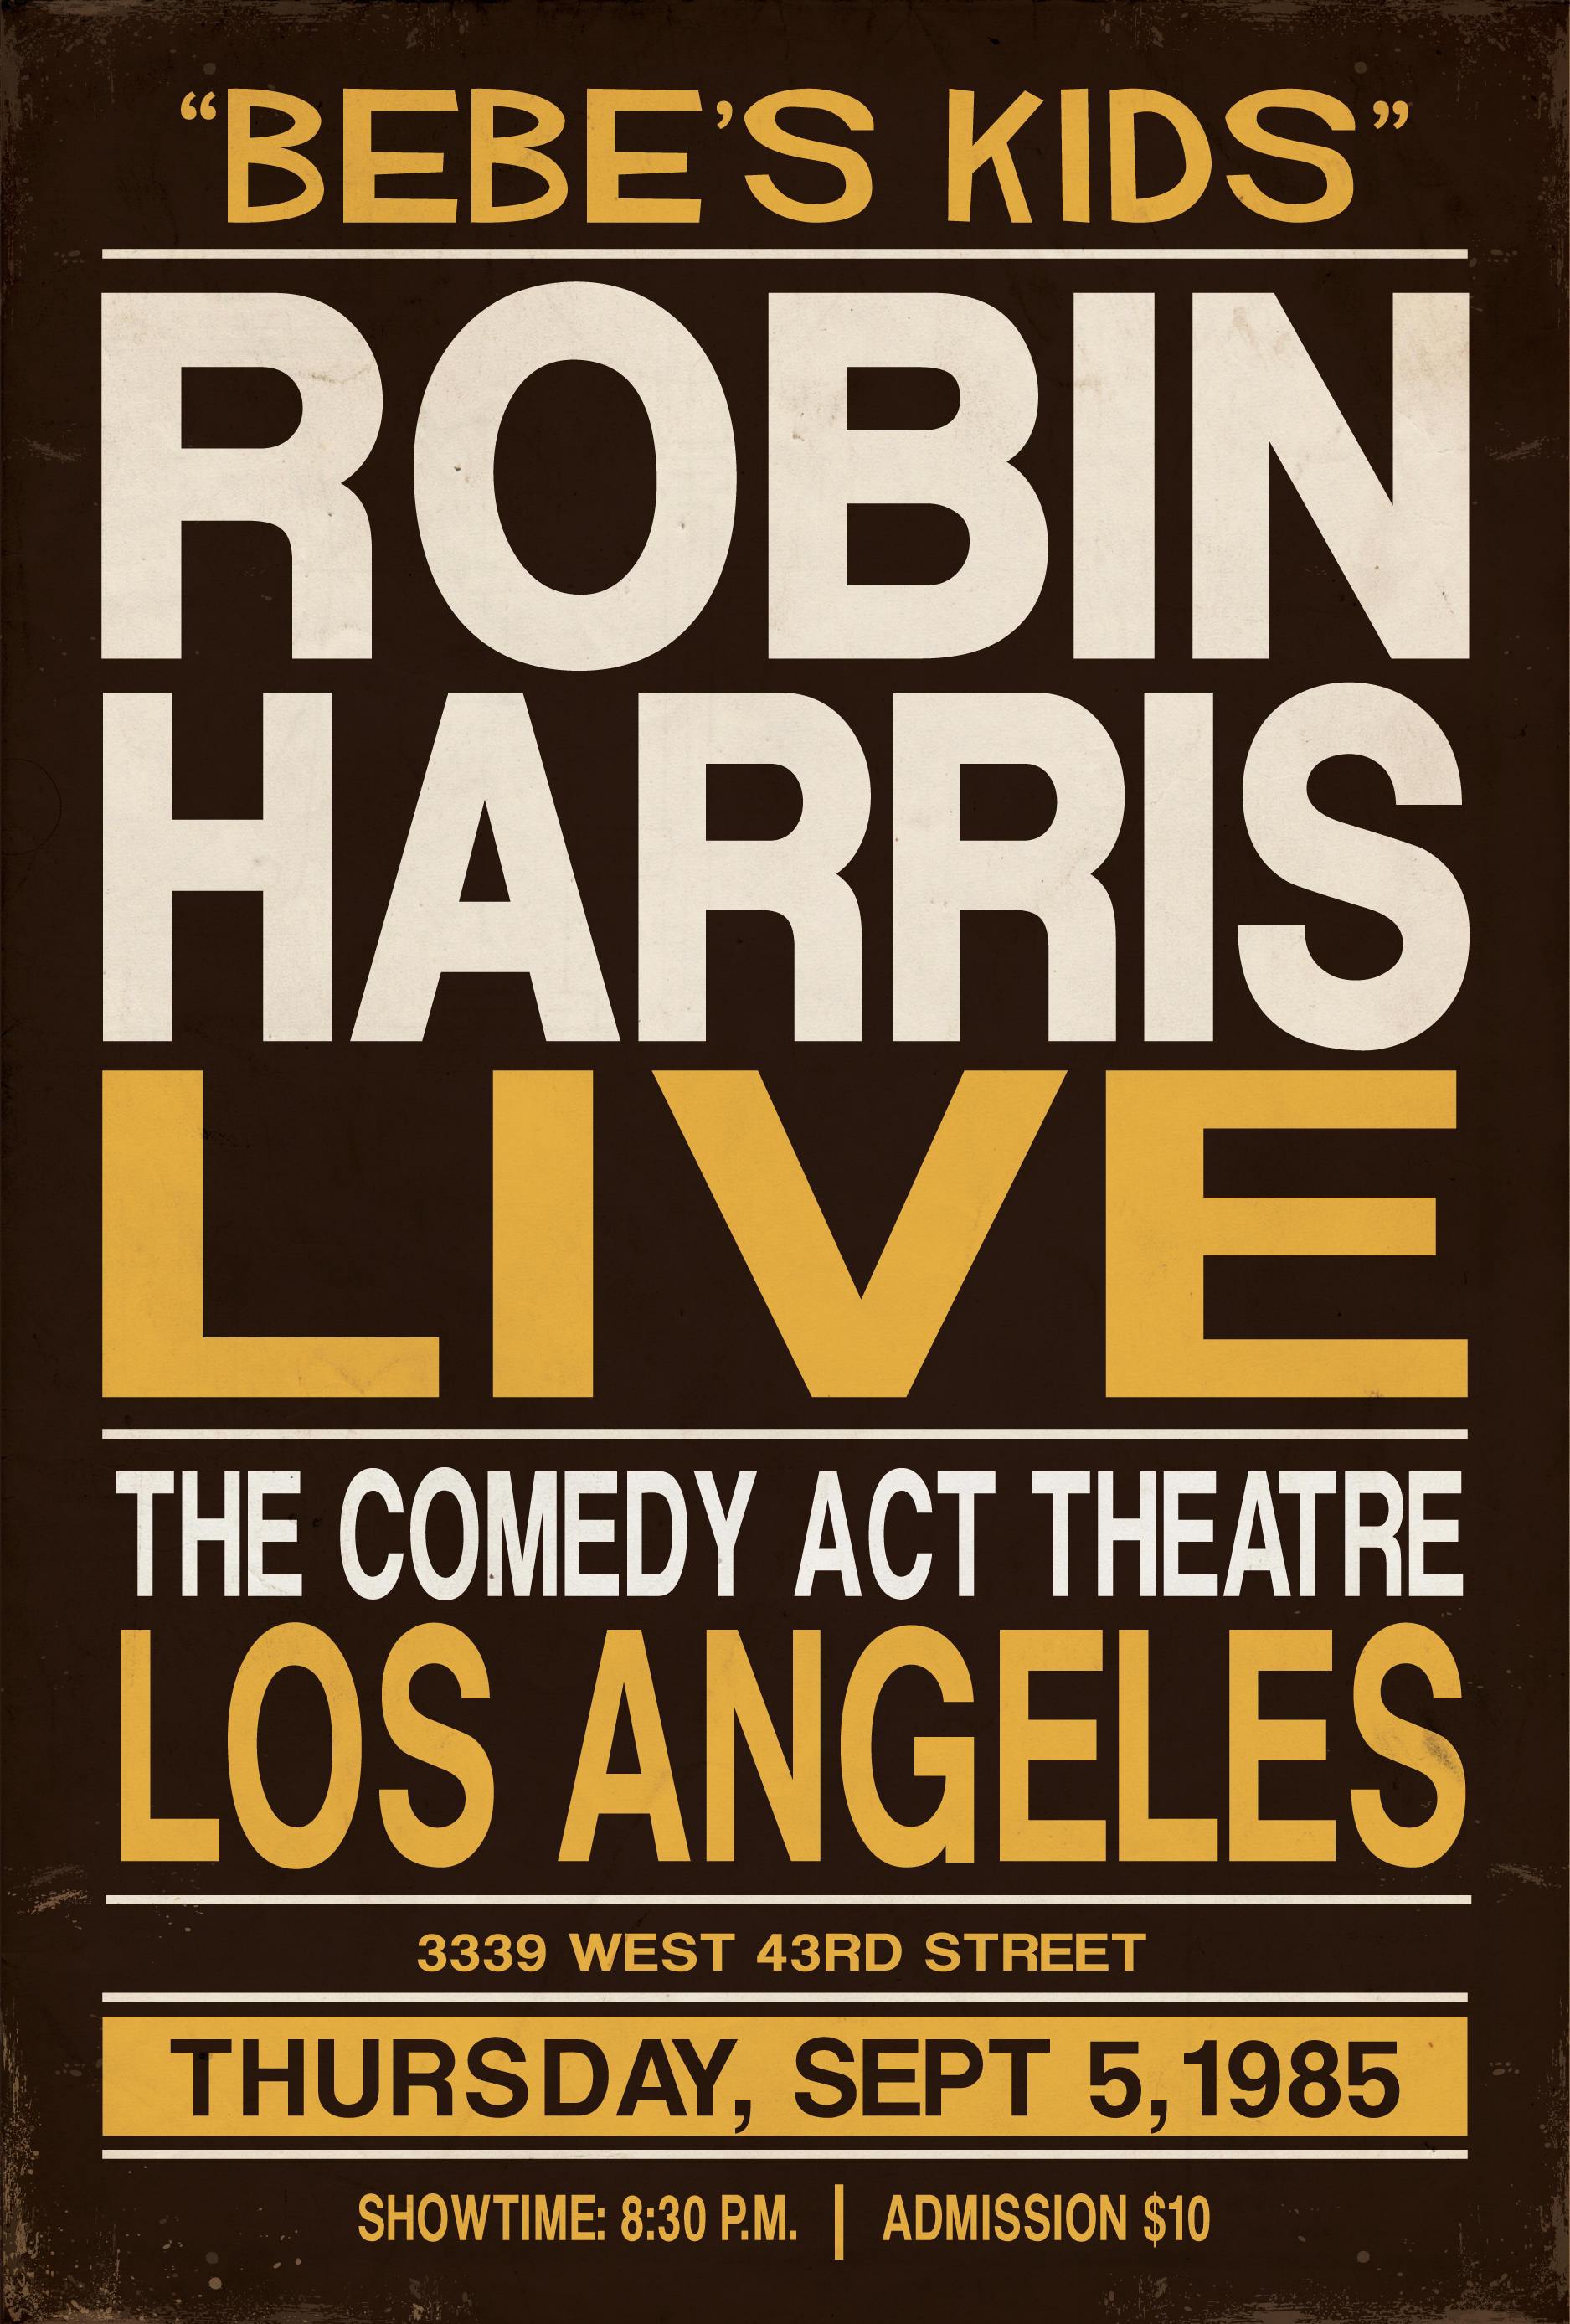 “BEBE’S KIDS”
ROBIN
HARRIS
LIVE
THE COMEDY ACT THEATRE
LOS ANGELES
3339 WEST 43RD STREET
THURSDAY, SEPT 5,1985
SHOWTIME: 8:30 P.M. | ADMISSION $10